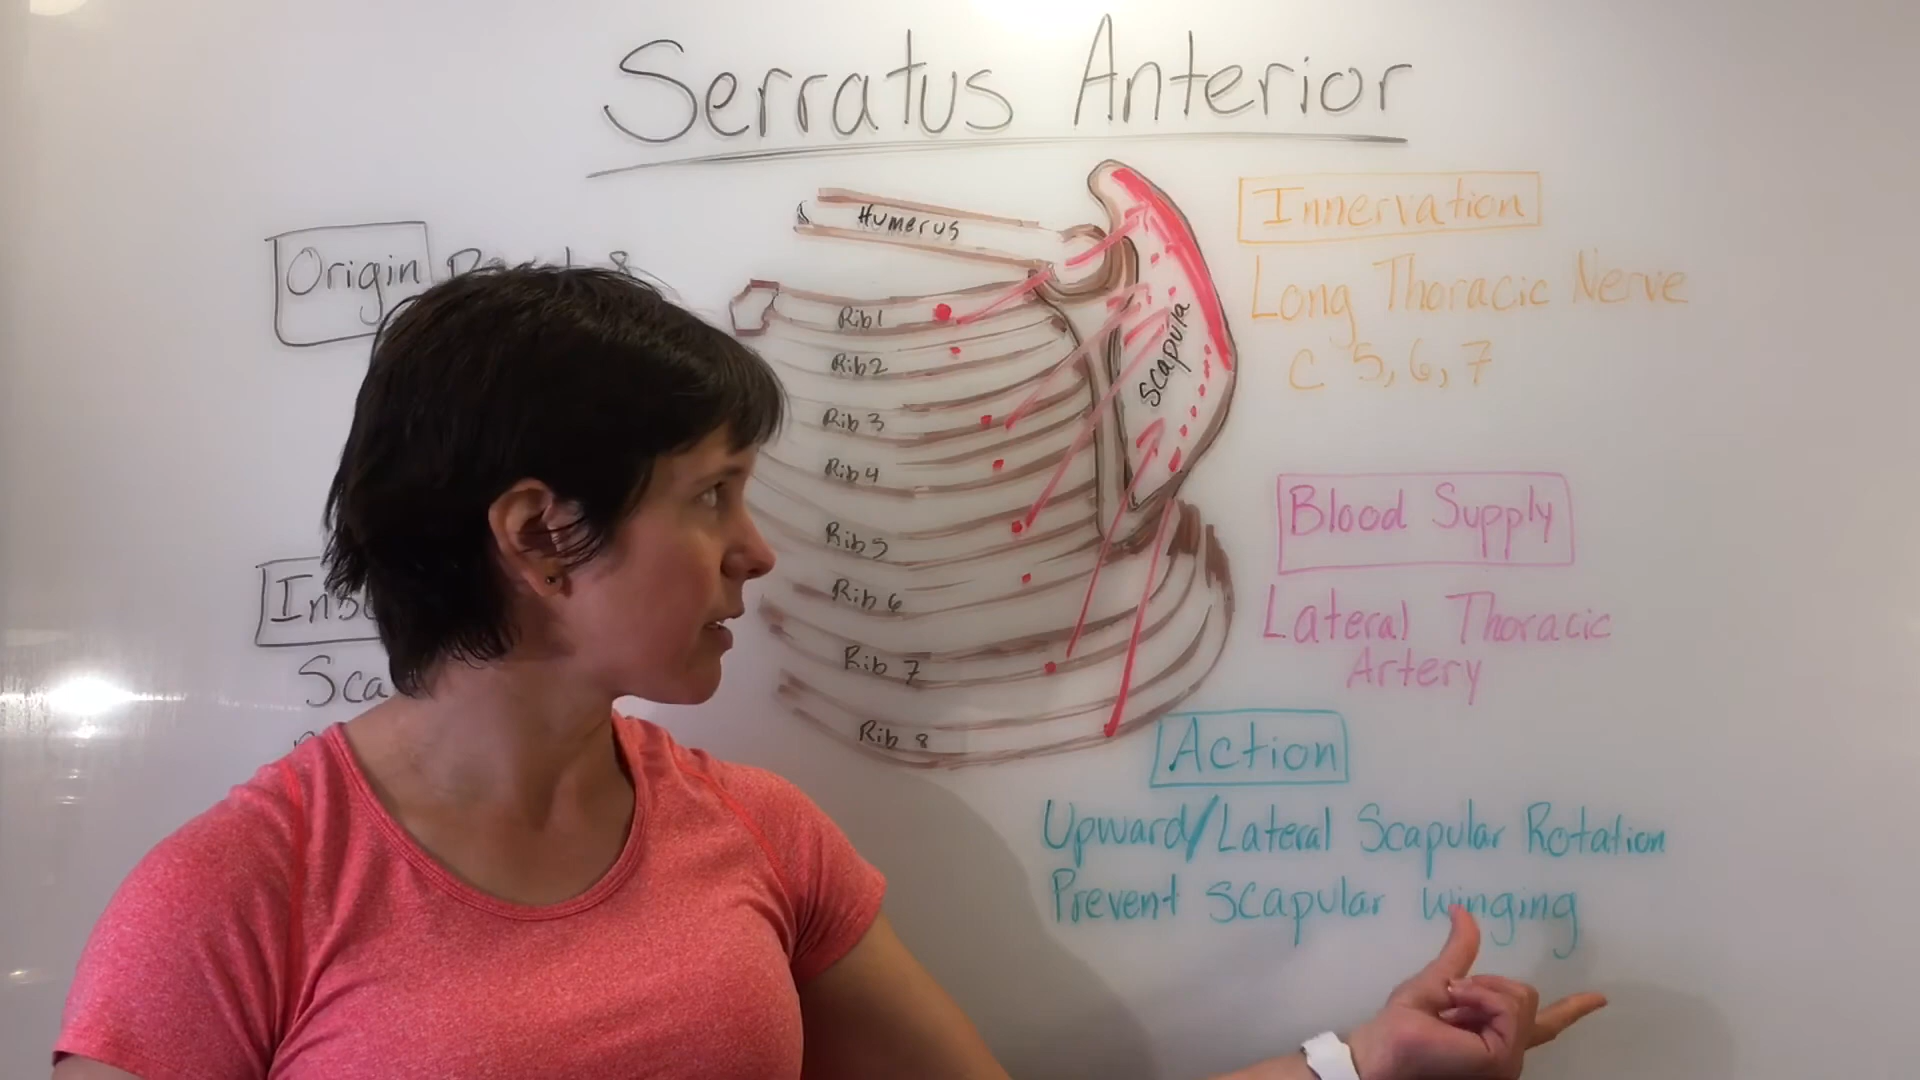 Serratus Anterior
Origin
Sca
Humerus
Rib 1
Rib 2
Rib 3
Rib 4
Rib 5
Rib 6
Rib 7
Rib 8
Scapula
Innervation
Long Thoracic Nerve
C 5, 6, 7
Blood Supply
Lateral Thoracic
Artery
Action
Upward/Lateral Scapular Rotation
Prevent Scapular Winging